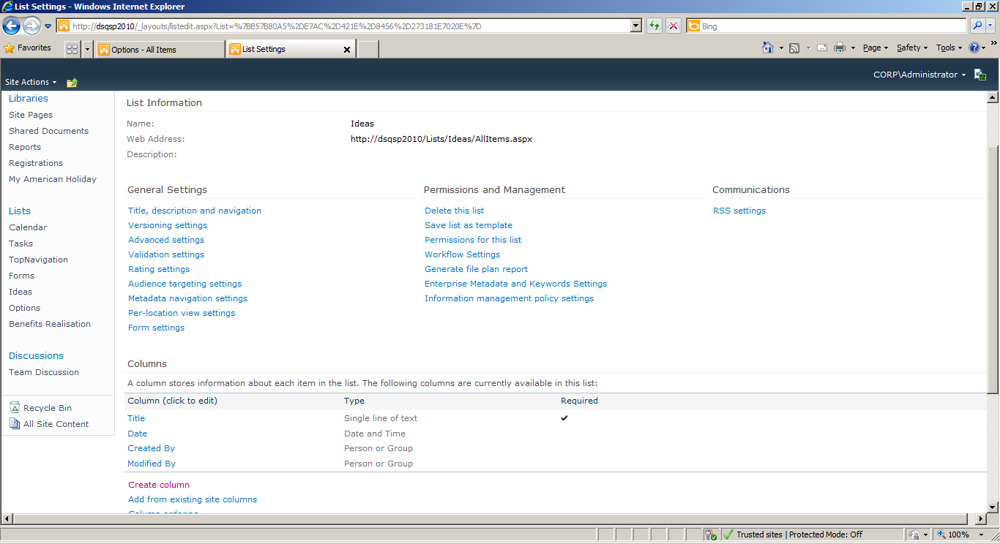 List Settings - Windows Internet Explorer
http://dsqsp2010/_layouts/listedit.aspx?List=%7BB57B80A5%2DE7AC%2D421E%2D8456%2D273181E7020E%7D
Bing
Favorites
Options - All Items
List Settings
Page
Safety
Tools
Site Actions
CORP\Administrator
Libraries
Site Pages
Shared Documents
Reports
Registrations
My American Holiday
Lists
Calendar
Tasks
TopNavigation
Forms
Ideas
Options
Benefits Realisation
Discussions
Team Discussion
Recycle Bin
All Site Content
List Information
Name: Ideas
Web Address: http://dsqsp2010/Lists/Ideas/AllItems.aspx
Description:
General Settings
Title, description and navigation
Versioning settings
Advanced settings
Validation settings
Rating settings
Audience targeting settings
Metadata navigation settings
Per-location view settings
Form settings
Permissions and Management
Delete this list
Save list as template
Permissions for this list
Workflow Settings
Generate file plan report
Enterprise Metadata and Keywords Settings
Information management policy settings
Communications
RSS settings
Columns
A column stores information about each item in the list. The following columns are currently available in this list:
Column (click to edit) Type Required
Title Single line of text ✓
Date Date and Time
Created By Person or Group
Modified By Person or Group
Create column
Add from existing site columns
Column ordering
Trusted sites | Protected Mode: Off
100%